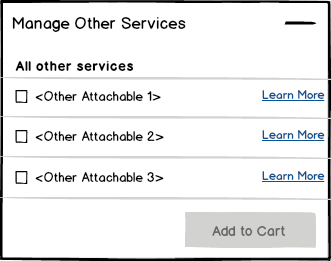 Manage Other Services
All other services
<Other Attachable 1> Learn More
<Other Attachable 2> Learn More
<Other Attachable 3> Learn More
Add to Cart